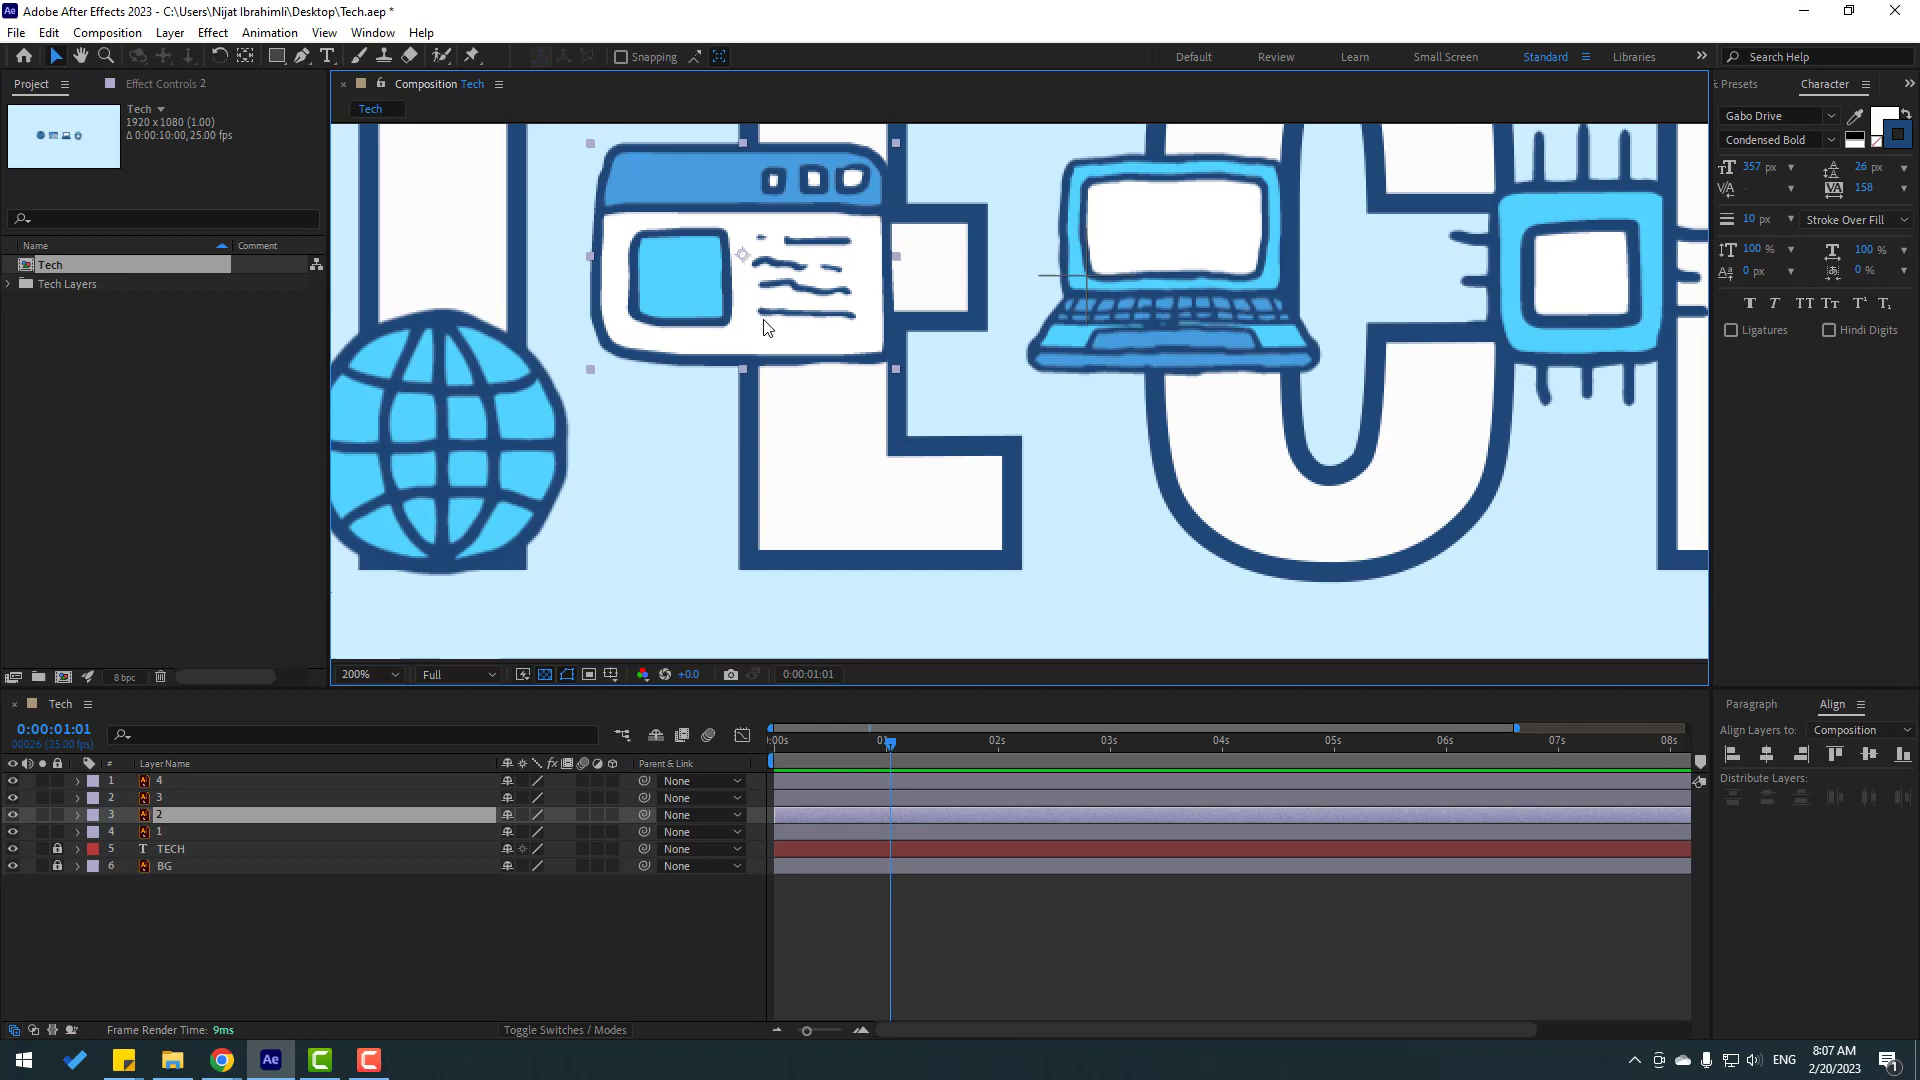 Adobe After Effects 2023 - C:\Users\Nijat Ibrahimli\Desktop\Tech.aep *
File Edit Composition Layer Effect Animation View Window Help
Snapping
Default Review Learn Small Screen Standard Libraries
Search Help
Project
Effect Controls 2
Tech
1920 x 1080 (1.00)
Δ 0:00:10:00, 25.00 fps
Name Comment
Tech
Tech Layers
8 bpc
Composition Tech
Tech
200% Full +0.0 0:00:01:01
Presets Character
Gabo Drive
Condensed Bold
357 px 26 px
158
10 px Stroke Over Fill
100 % 100 %
0 px 0 %
Ligatures Hindi Digits
Tech
0:00:01:01
00026 (25.00 fps)
:00s 01 02s 03s 04s 05s 06s 07s 08s
# Layer Name Parent & Link
1 4 None
2 3 None
3 2 None
4 1 None
5 T TECH None
6 BG None
Frame Render Time: 9ms
Toggle Switches / Modes
Paragraph Align
Align Layers to: Composition
Distribute Layers:
ENG
8:07 AM
2/20/2023
1